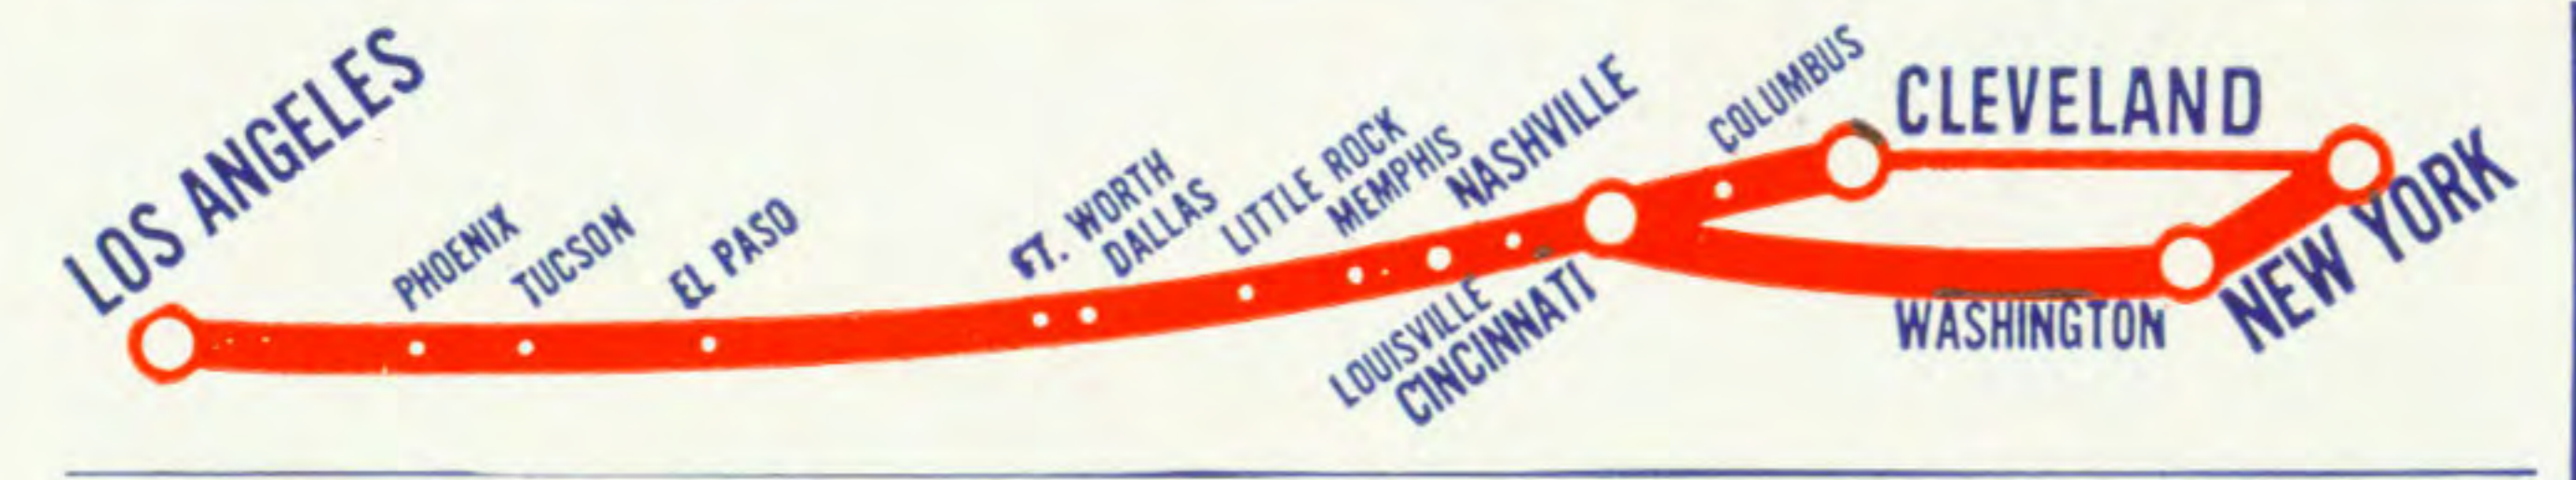 LOS ANGELES
PHOENIX
TUCSON
EL PASO
FT. WORTH
DALLAS
LITTLE ROCK
MEMPHIS
NASHVILLE
LOUISVILLE
CINCINNATI
COLUMBUS
CLEVELAND
WASHINGTON
NEW YORK